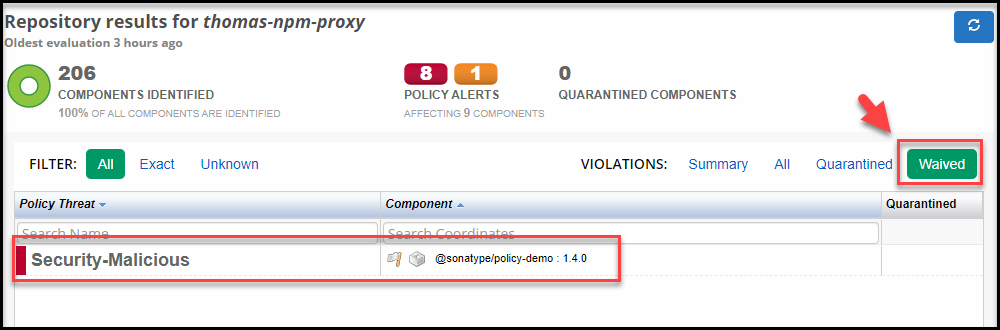 Repository results for thomas-npm-proxy
Oldest evaluation 3 hours ago
206
COMPONENTS IDENTIFIED
100% OF ALL COMPONENTS ARE IDENTIFIED
8 1
POLICY ALERTS
AFFECTING 9 COMPONENTS
0
QUARANTINED COMPONENTS
FILTER: All Exact Unknown VIOLATIONS: Summary All Quarantined Waived
Policy Threat Component Quarantined
Search Name Search Coordinates
Security-Malicious @sonatype/policy-demo : 1.4.0